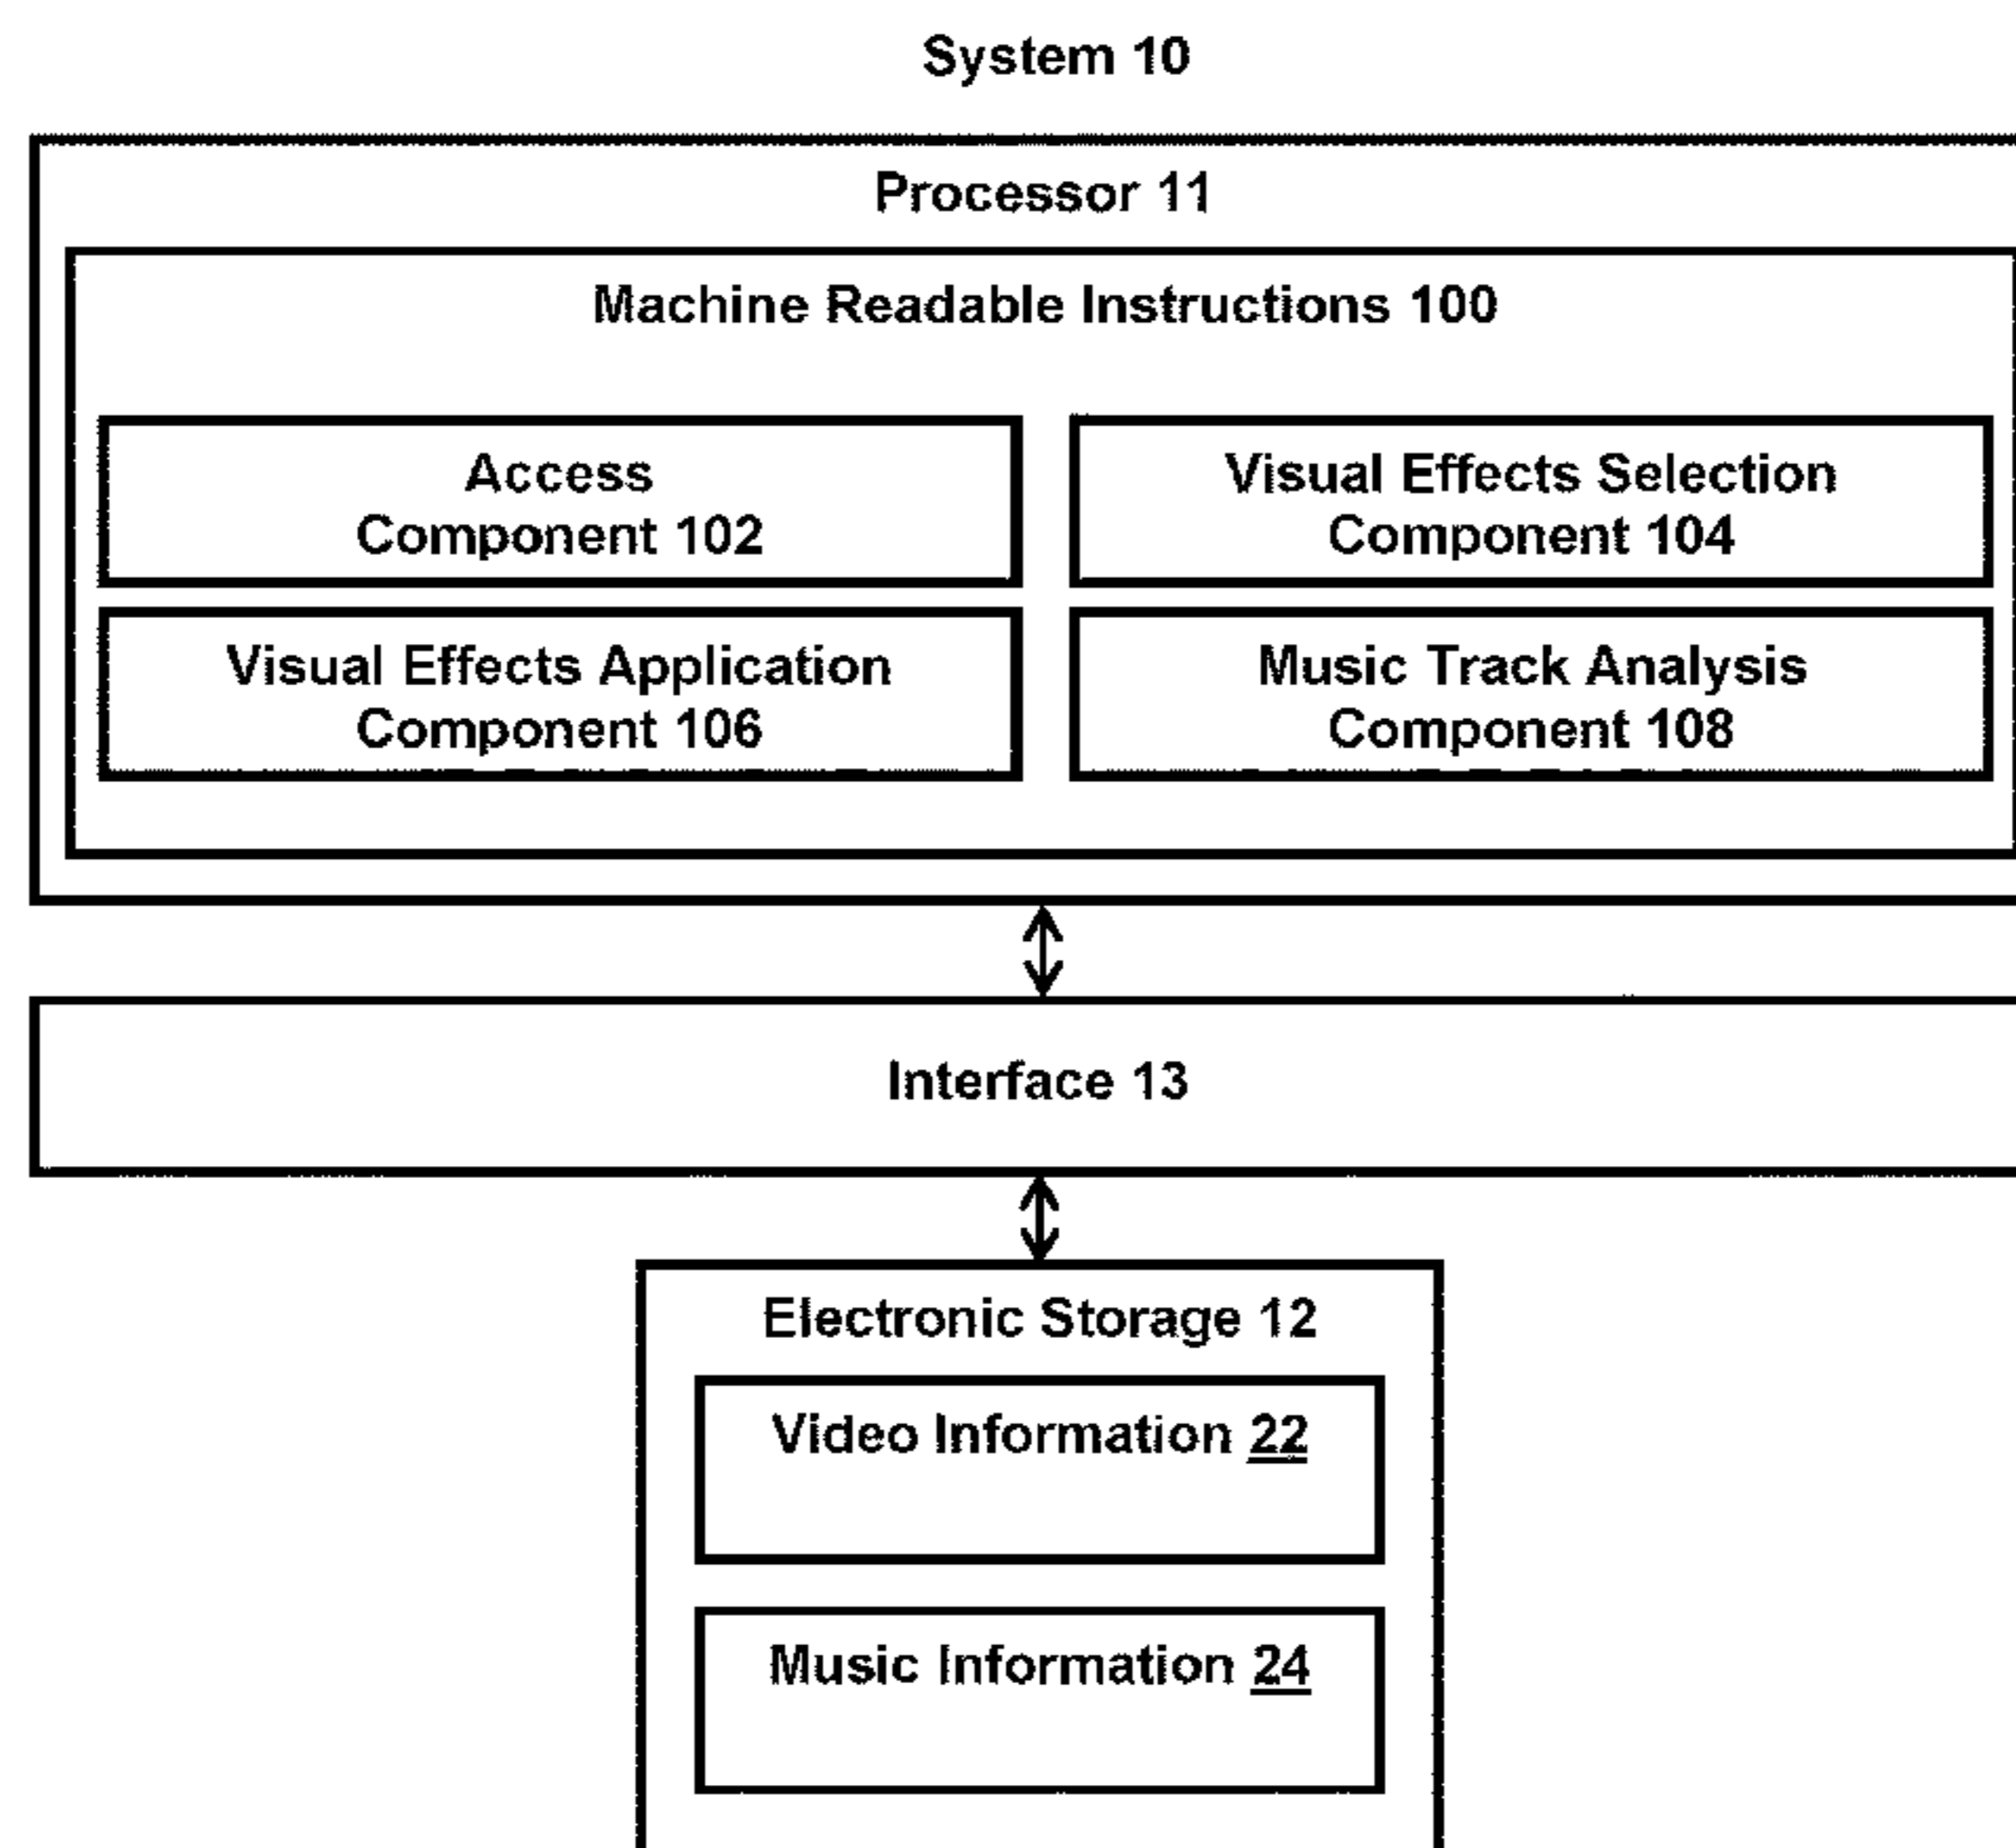 System 10
Processor 11
Machine Readable Instructions 100
Access
Component 102
Visual Effects Selection
Component 104
Visual Effects Application
Component 106
Music Track Analysis
Component 108
Interface 13
Electronic Storage 12
Video Information 22
Music Information 24